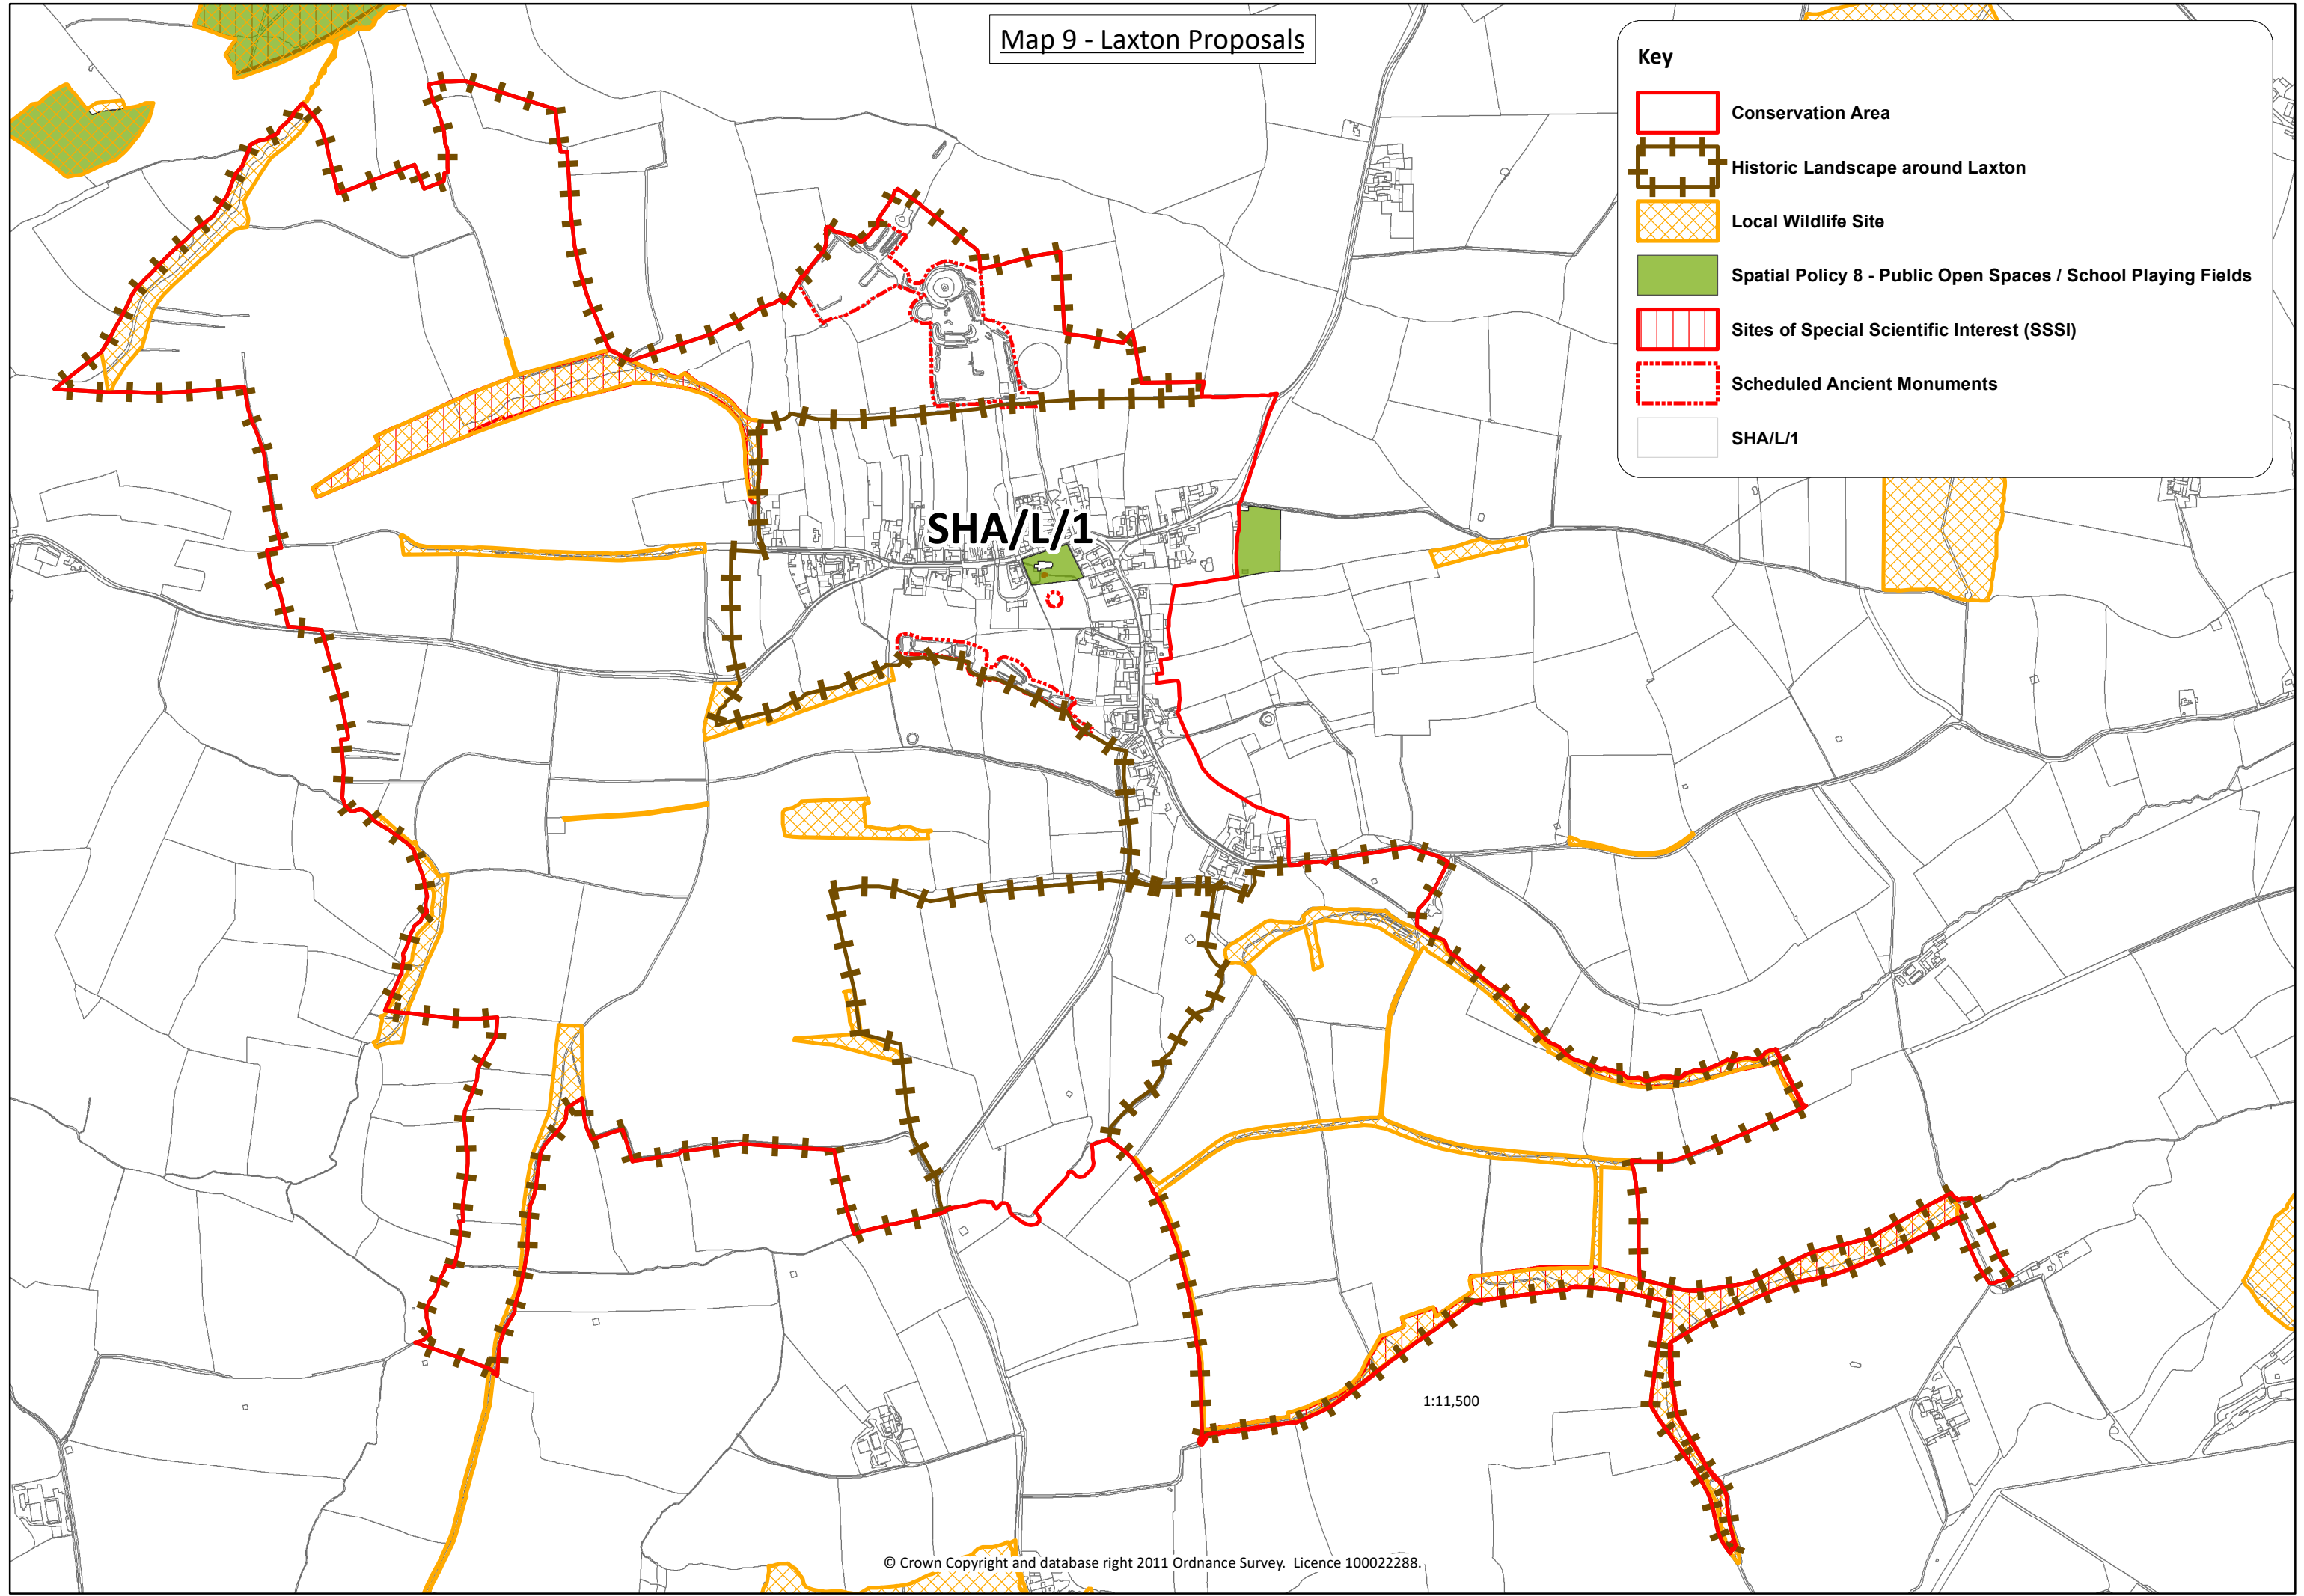 Map 9 - Laxton Proposals
Key
Conservation Area
Historic Landscape around Laxton
Local Wildlife Site
Spatial Policy 8 - Public Open Spaces / School Playing Fields
Sites of Special Scientific Interest (SSSI)
Scheduled Ancient Monuments
SHA/L/1
SHA/L/1
1:11,500
© Crown Copyright and database right 2011 Ordnance Survey. Licence 100022288.